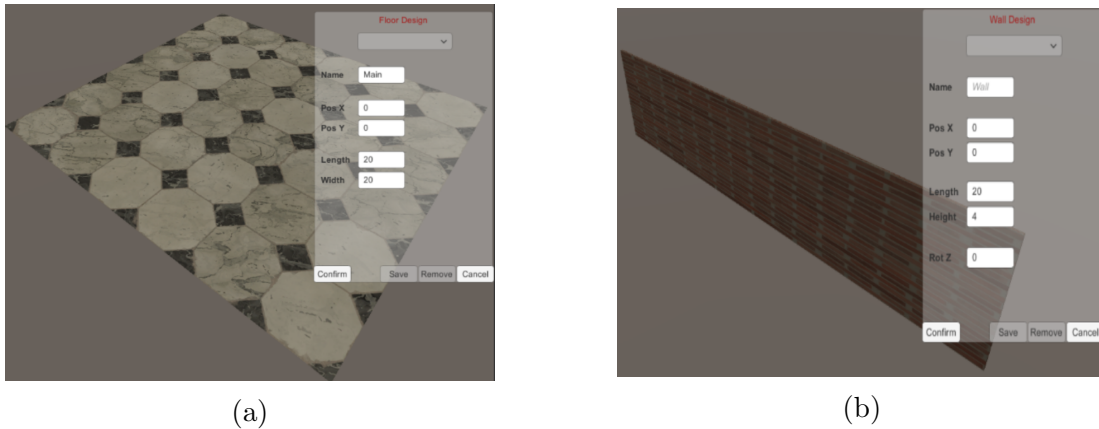 Floor Design
Name Main
Pos X 0
Pos Y 0
Length 20
Width 20
Confirm Save Remove Cancel
(a)
Wall Design
Name Wall
Pos X 0
Pos Y 0
Length 20
Height 4
Rot Z 0
Confirm Save Remove Cancel
(b)